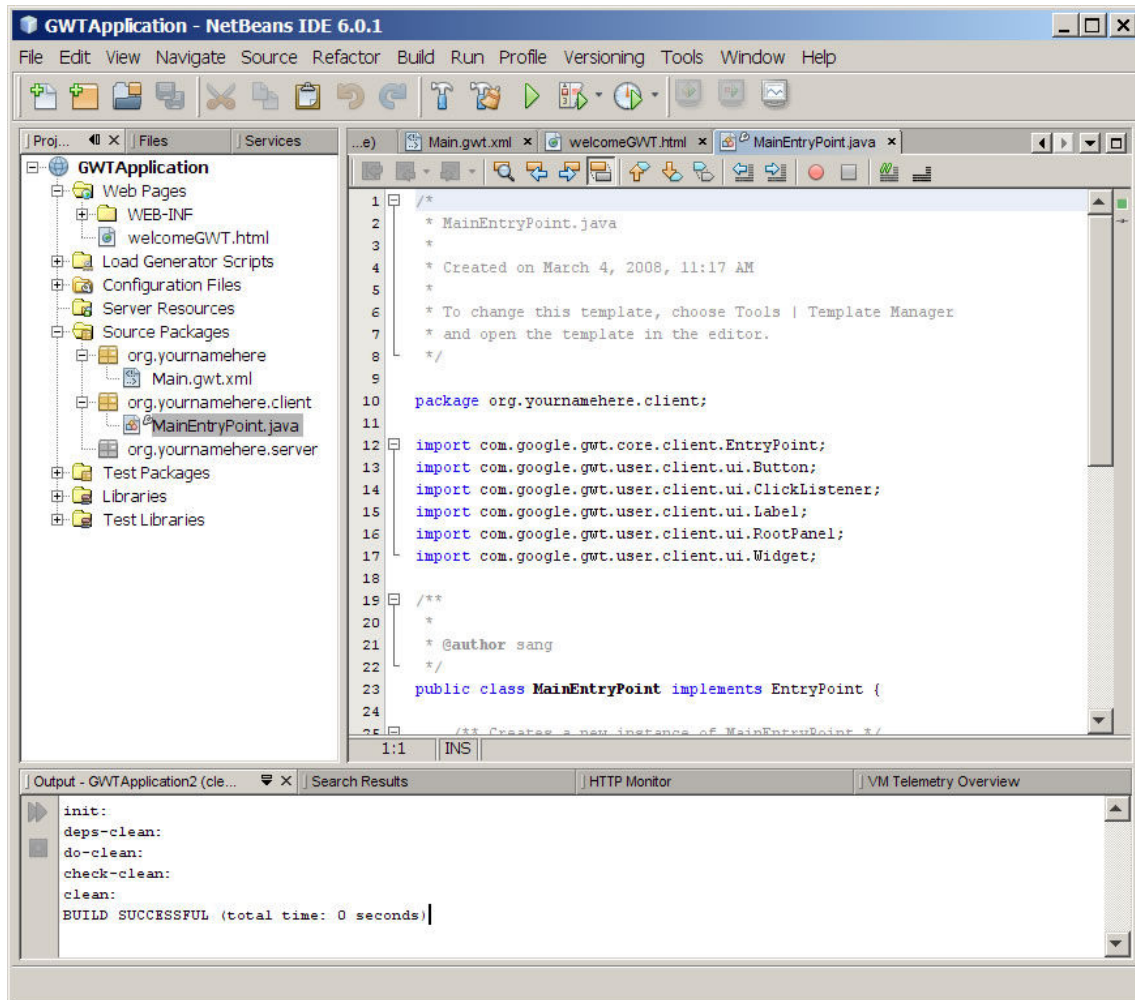 GWTApplication - NetBeans IDE 6.0.1
File Edit View Navigate Source Refactor Build Run Profile Versioning Tools Window Help
Proj... Files Services
GWTApplication
Web Pages
WEB-INF
welcomeGWT.html
Load Generator Scripts
Configuration Files
Server Resources
Source Packages
org.yournamehere
Main.gwt.xml
org.yournamehere.client
MainEntryPoint.java
org.yournamehere.server
Test Packages
Libraries
Test Libraries
...e) Main.gwt.xml welcomeGWT.html MainEntryPoint.java
1 /*
2 * MainEntryPoint.java
3 *
4 * Created on March 4, 2008, 11:17 AM
5 *
6 * To change this template, choose Tools | Template Manager
7 * and open the template in the editor.
8 */
9
10 package org.yournamehere.client;
11
12 import com.google.gwt.core.client.EntryPoint;
13 import com.google.gwt.user.client.ui.Button;
14 import com.google.gwt.user.client.ui.ClickListener;
15 import com.google.gwt.user.client.ui.Label;
16 import com.google.gwt.user.client.ui.RootPanel;
17 import com.google.gwt.user.client.ui.Widget;
18
19 /**
20 *
21 * @author sang
22 */
23 public class MainEntryPoint implements EntryPoint {
24
25 /** Creates a new instance of MainEntryPoint */
1:1 INS
Output - GWTApplication2 (cle... Search Results HTTP Monitor VM Telemetry Overview
init:
deps-clean:
do-clean:
check-clean:
clean:
BUILD SUCCESSFUL (total time: 0 seconds)